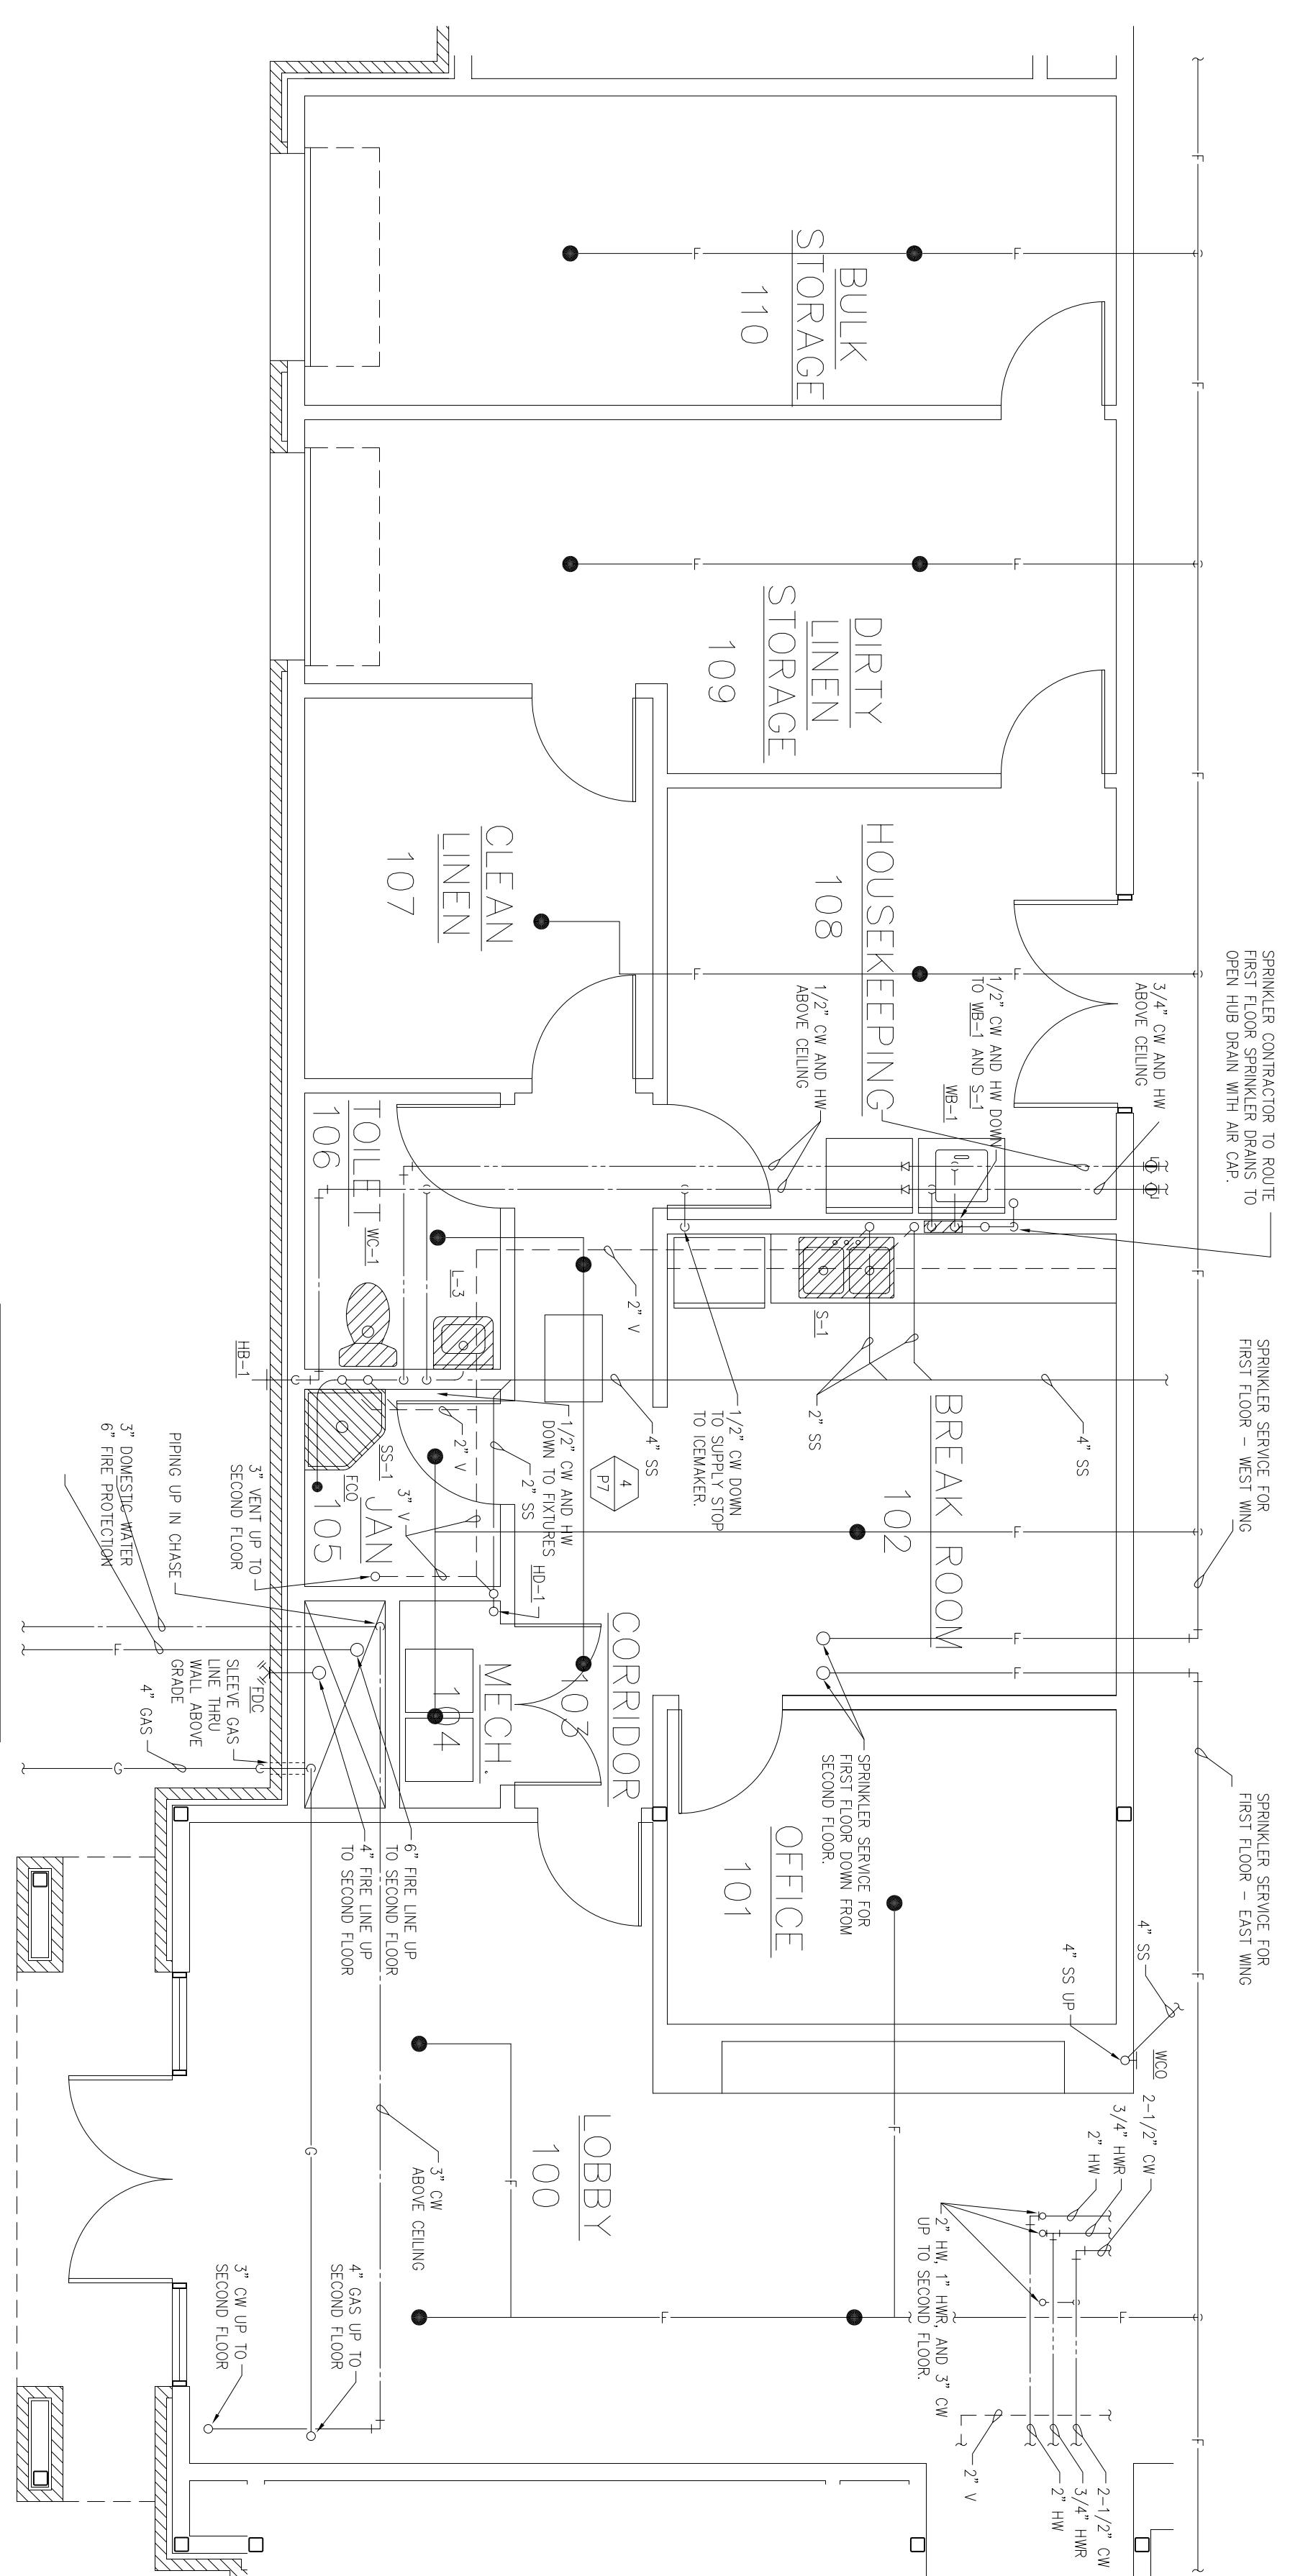 SPRINKLER CONTRACTOR TO ROUTE
FIRST FLOOR SPRINKLER DRAINS TO
OPEN HUB DRAIN WITH AIR CAP.
SPRINKLER SERVICE FOR
FIRST FLOOR - WEST WING
SPRINKLER SERVICE FOR
FIRST FLOOR - EAST WING
F
F
F
F
F
F
F
3/4" CW AND HW
ABOVE CEILING
4" SS
4" SS UP
WCO
2-1/2" CW
3/4" HWR
2" HW
2-1/2" CW
3/4" HWR
2" HW
2" V
2" HW, 1" HWR, AND 3" CW
UP TO SECOND FLOOR.
F
F
F
F
F
F
F
F
F
F
F
F
F
BULK
STORAGE
110
DIRTY
LINEN
STORAGE
109
HOUSEKEEPING
108
1/2" CW AND HW DOWN
TO WB-1 AND S-1
WB-1
1/2" CW AND HW
ABOVE CEILING
S-1
2" SS
4" SS
BREAK ROOM
102
SPRINKLER SERVICE FOR
FIRST FLOOR DOWN FROM
SECOND FLOOR.
OFFICE
101
1/2" CW DOWN
TO SUPPLY STOP
TO ICEMAKER.
2" V
4" SS
4
P7
CORRIDOR
103
LOBBY
100
CLEAN
LINEN
107
TOILET
106
WC-1
L-3
1/2" CW AND HW
DOWN TO FIXTURES
HD-1
2" SS
2" V
3" V
SS-1
FCO
JAN
105
MECH.
104
6" FIRE LINE UP
TO SECOND FLOOR
4" FIRE LINE UP
TO SECOND FLOOR
3" CW
ABOVE CEILING
G
4" GAS UP TO
SECOND FLOOR
3" CW UP TO
SECOND FLOOR
HB-1
3" VENT UP TO
SECOND FLOOR
PIPING UP IN CHASE
3" DOMESTIC WATER
6" FIRE PROTECTION
F
FDC
SLEEVE GAS
LINE THRU
WALL ABOVE
GRADE
4" GAS
G